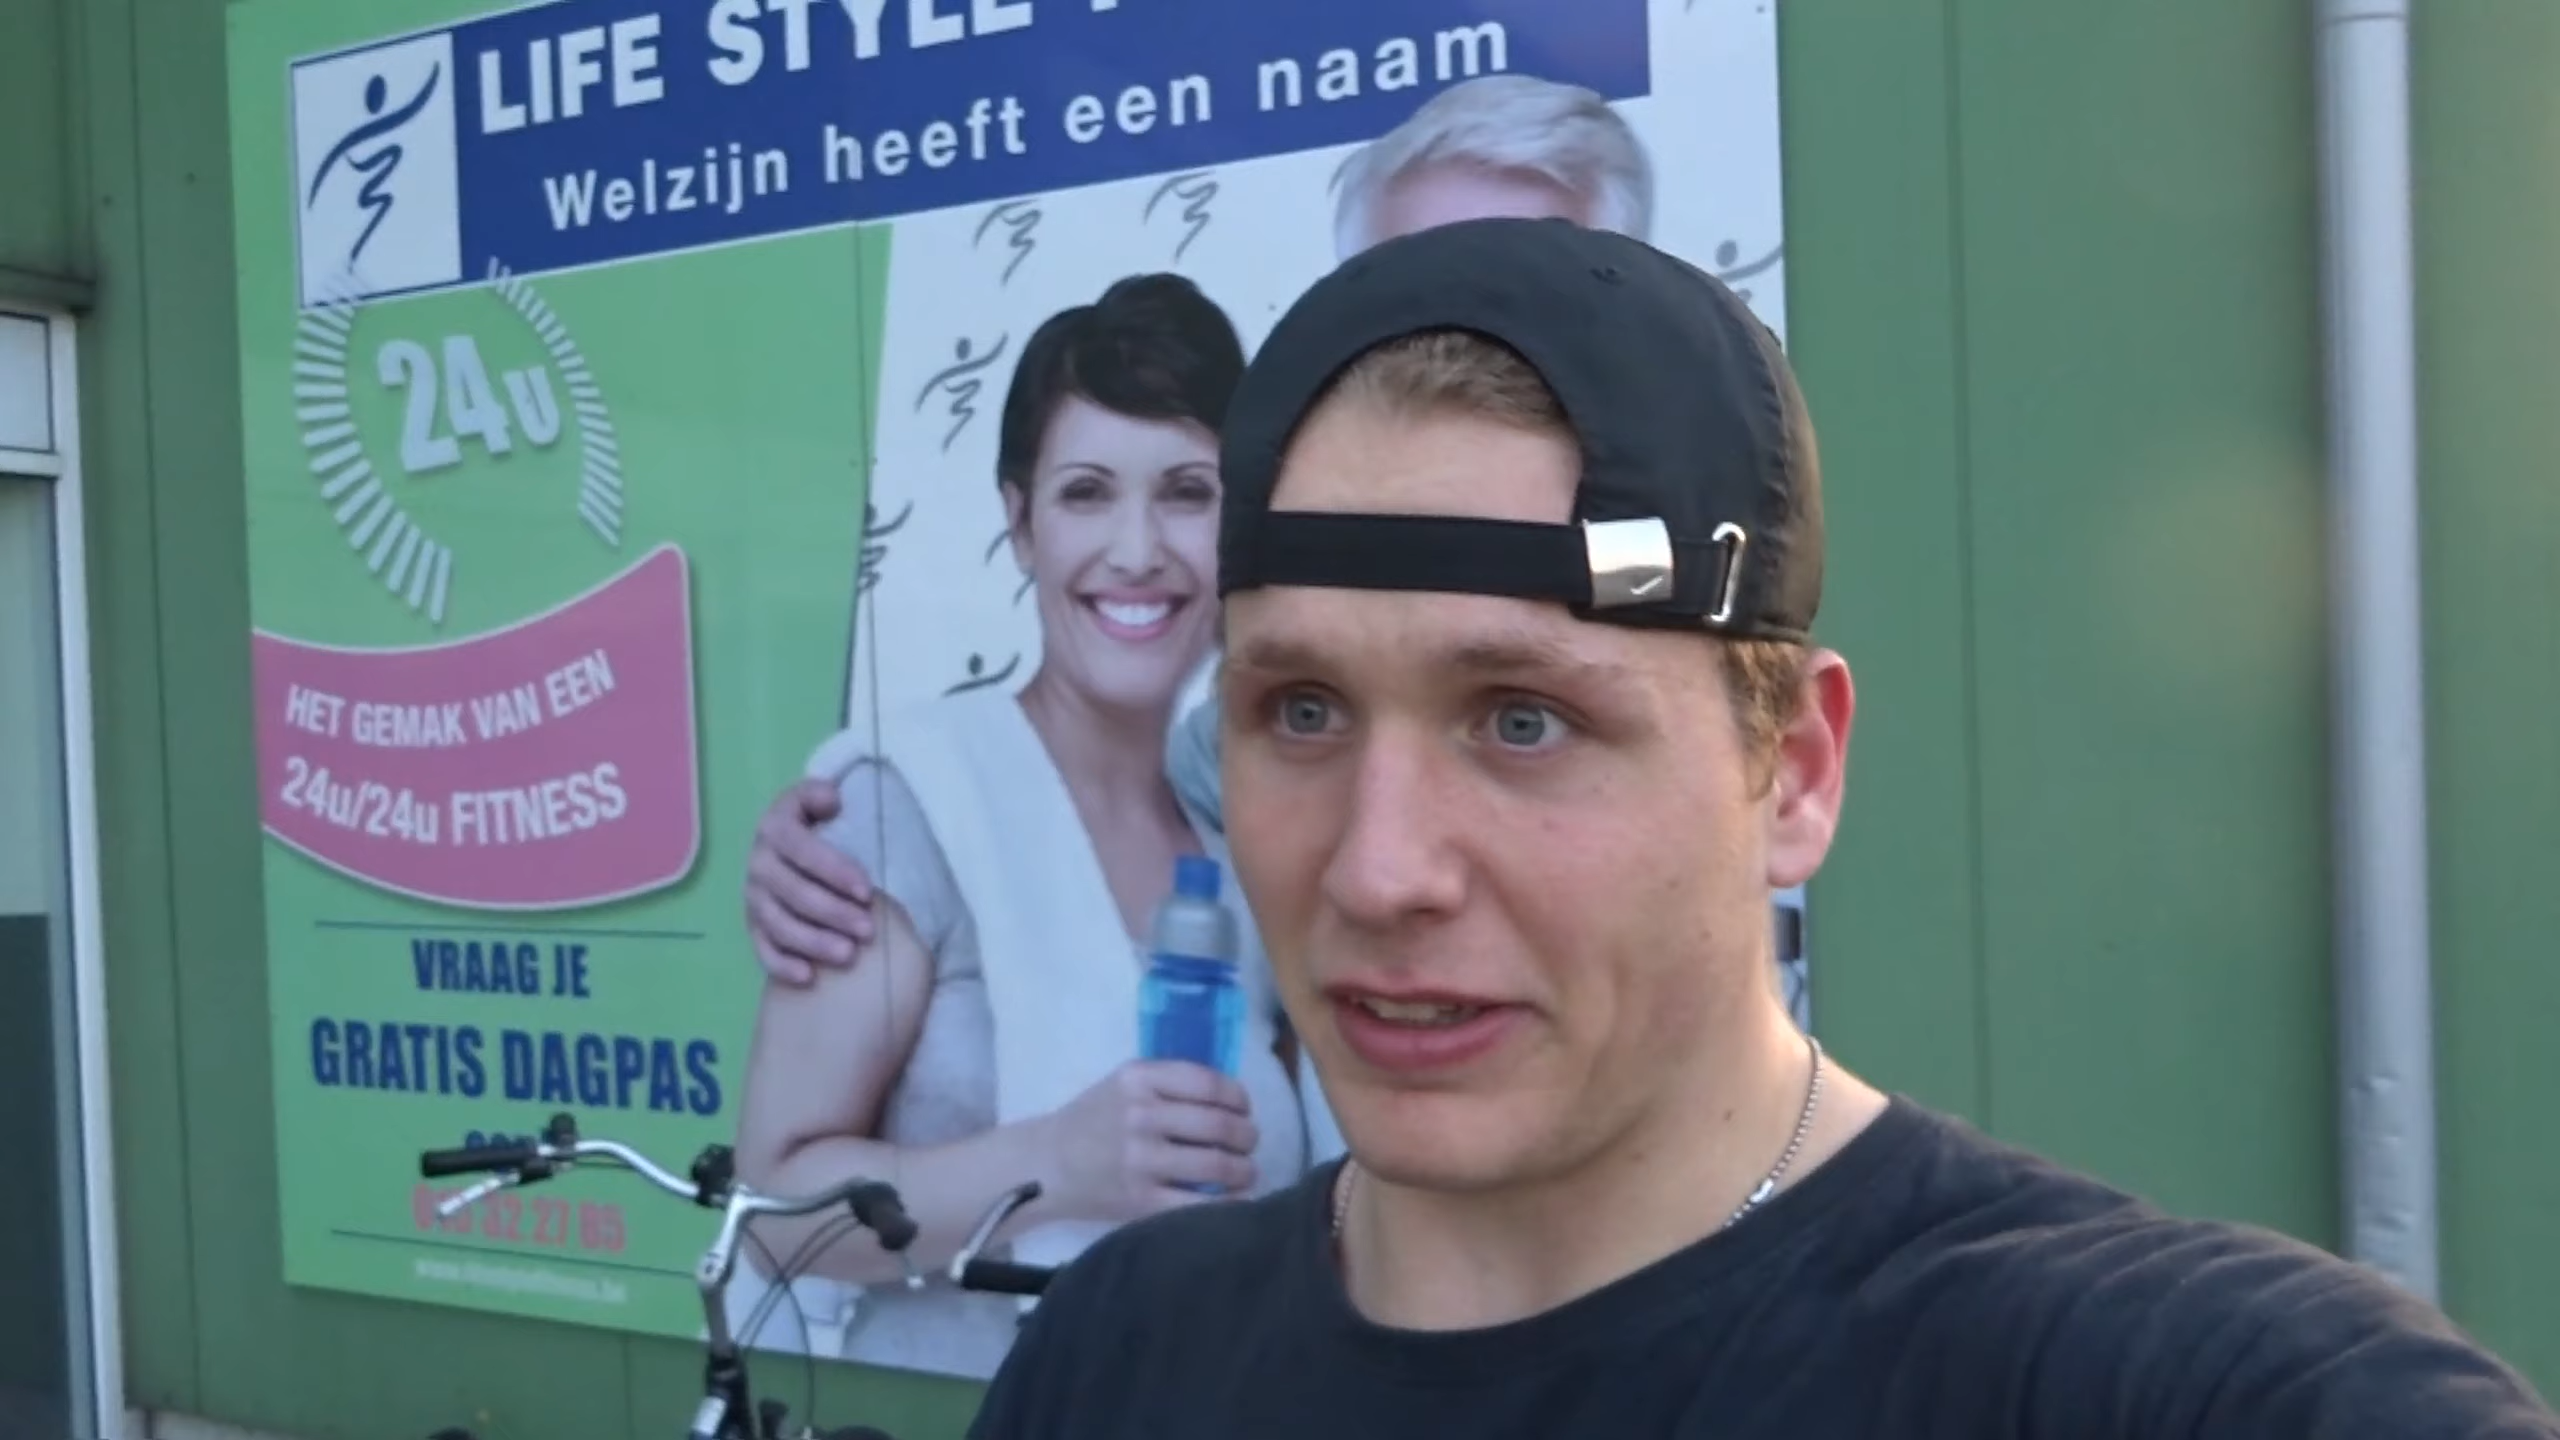 LIFE STYLE
Welzijn heeft een naam
24u
HET GEMAK VAN EEN
24u/24u FITNESS
VRAAG JE
GRATIS DAGPAS